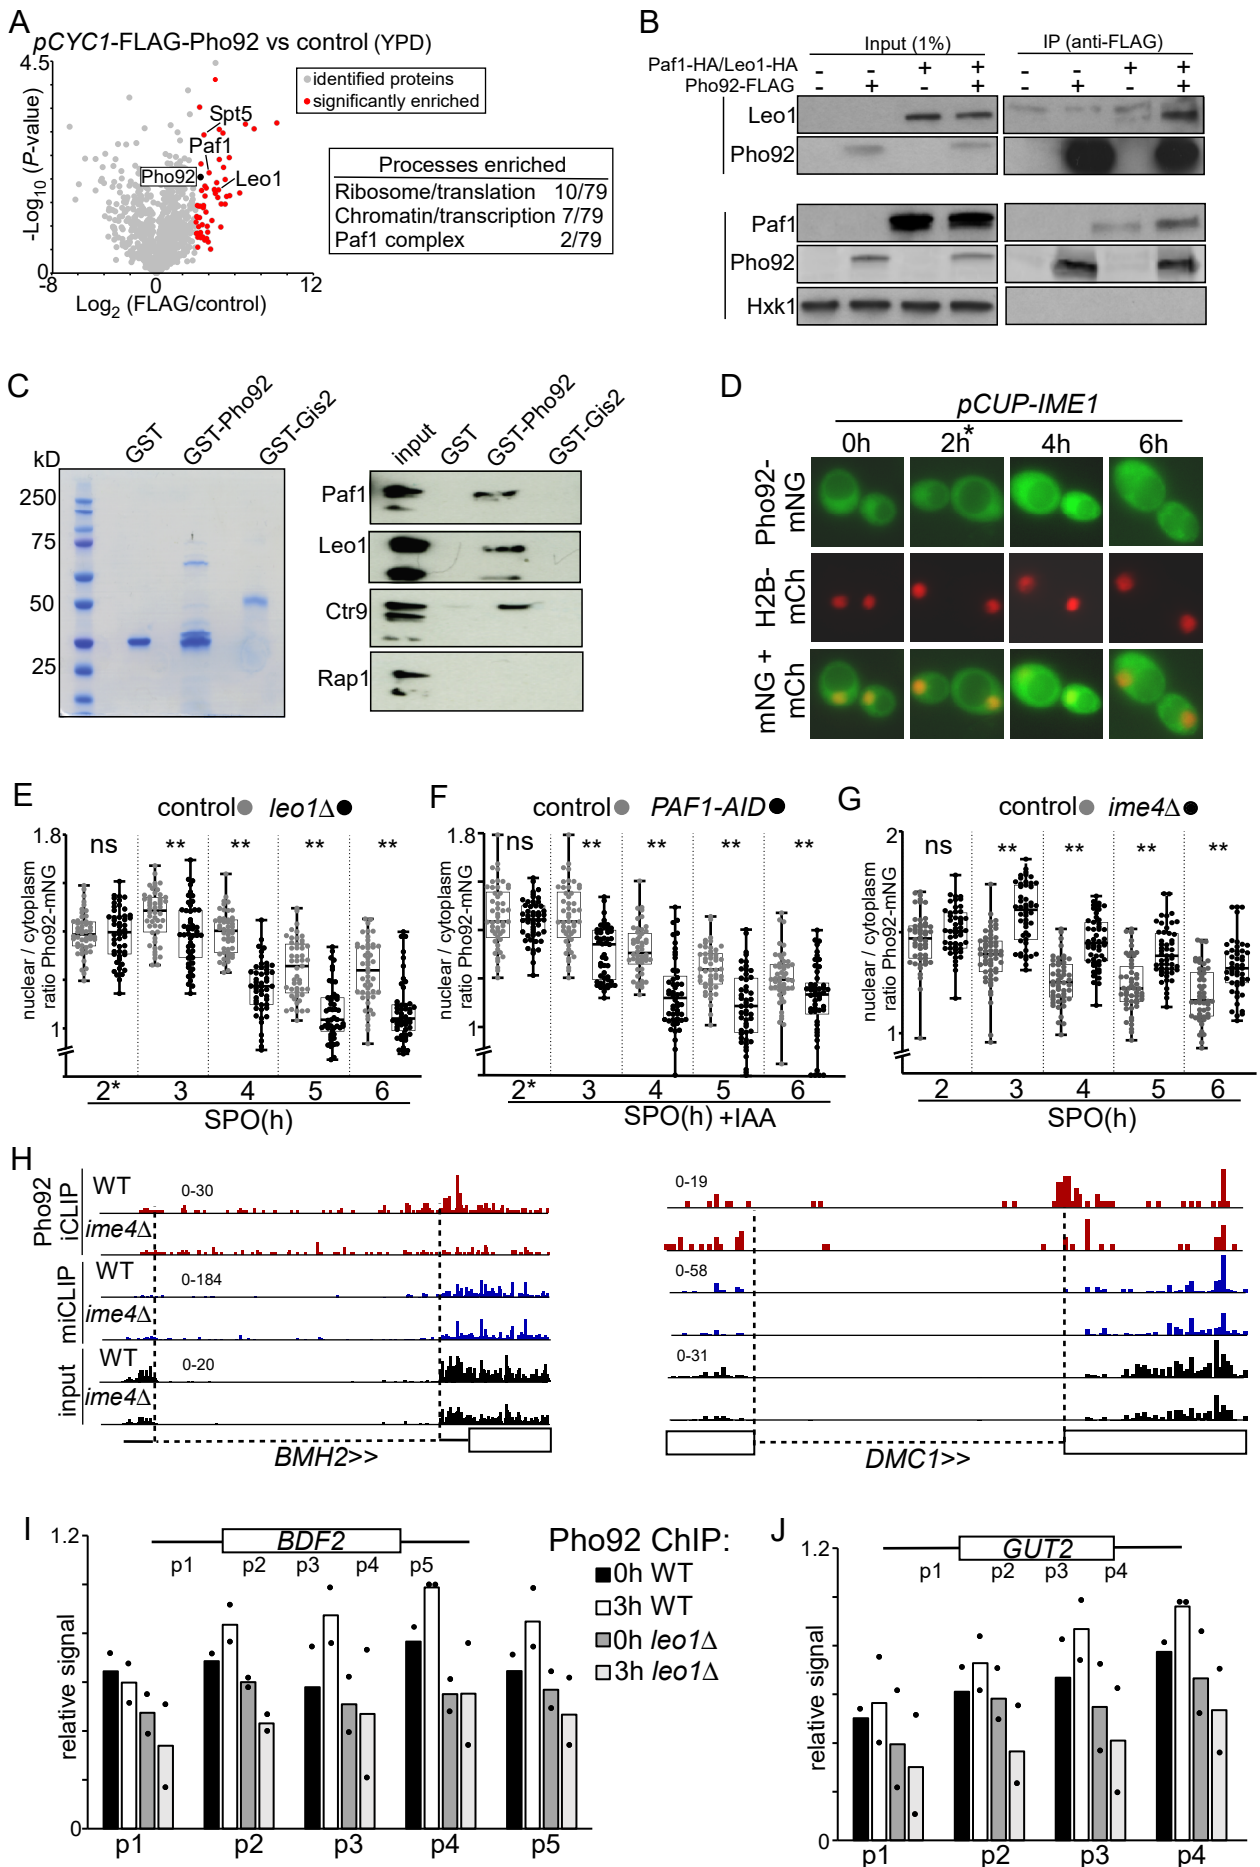 A
pCYC1-FLAG-Pho92 vs control (YPD)
4.5
identified proteins
significantly enriched
Spt5
Paf1
Pho92
Leo1
-Log10 (P-value)
0
-8
0
12
Log2 (FLAG/control)
Processes enriched
Ribosome/translation 10/79
Chromatin/transcription 7/79
Paf1 complex 2/79
B
Input (1%)
IP (anti-FLAG)
Paf1-HA/Leo1-HA - - + + - - + +
Pho92-FLAG - + - + - + - +
Leo1
Pho92
Paf1
Pho92
Hxk1
C
GST
GST-Pho92
GST-Gis2
kD
250
75
50
25
input
GST
GST-Pho92
GST-Gis2
Paf1
Leo1
Ctr9
Rap1
D
pCUP-IME1
0h 2h* 4h 6h
Pho92-mNG
H2B-mCh
mNG + mCh
E
control leo1Δ
1.8
ns ** ** ** **
nuclear / cytoplasm
ratio Pho92-mNG
1
2* 3 4 5 6
SPO(h)
F
control PAF1-AID
1.8
ns ** ** ** **
nuclear / cytoplasm
ratio Pho92-mNG
1
2* 3 4 5 6
SPO(h) +IAA
G
control ime4Δ
2
ns ** ** ** **
nuclear / cytoplasm
ratio Pho92-mNG
1
2 3 4 5 6
SPO(h)
H
Pho92
iCLIP
WT
0-30
0-19
ime4Δ
miCLIP
WT
0-184
0-58
ime4Δ
input
WT
0-20
0-31
ime4Δ
BMH2>>
DMC1>>
I
1.2
BDF2
p1 p2 p3 p4 p5
relative signal
0
p1 p2 p3 p4 p5
Pho92 ChIP:
0h WT
3h WT
0h leo1Δ
3h leo1Δ
J
1.2
GUT2
p1 p2 p3 p4
relative signal
0
p1 p2 p3 p4